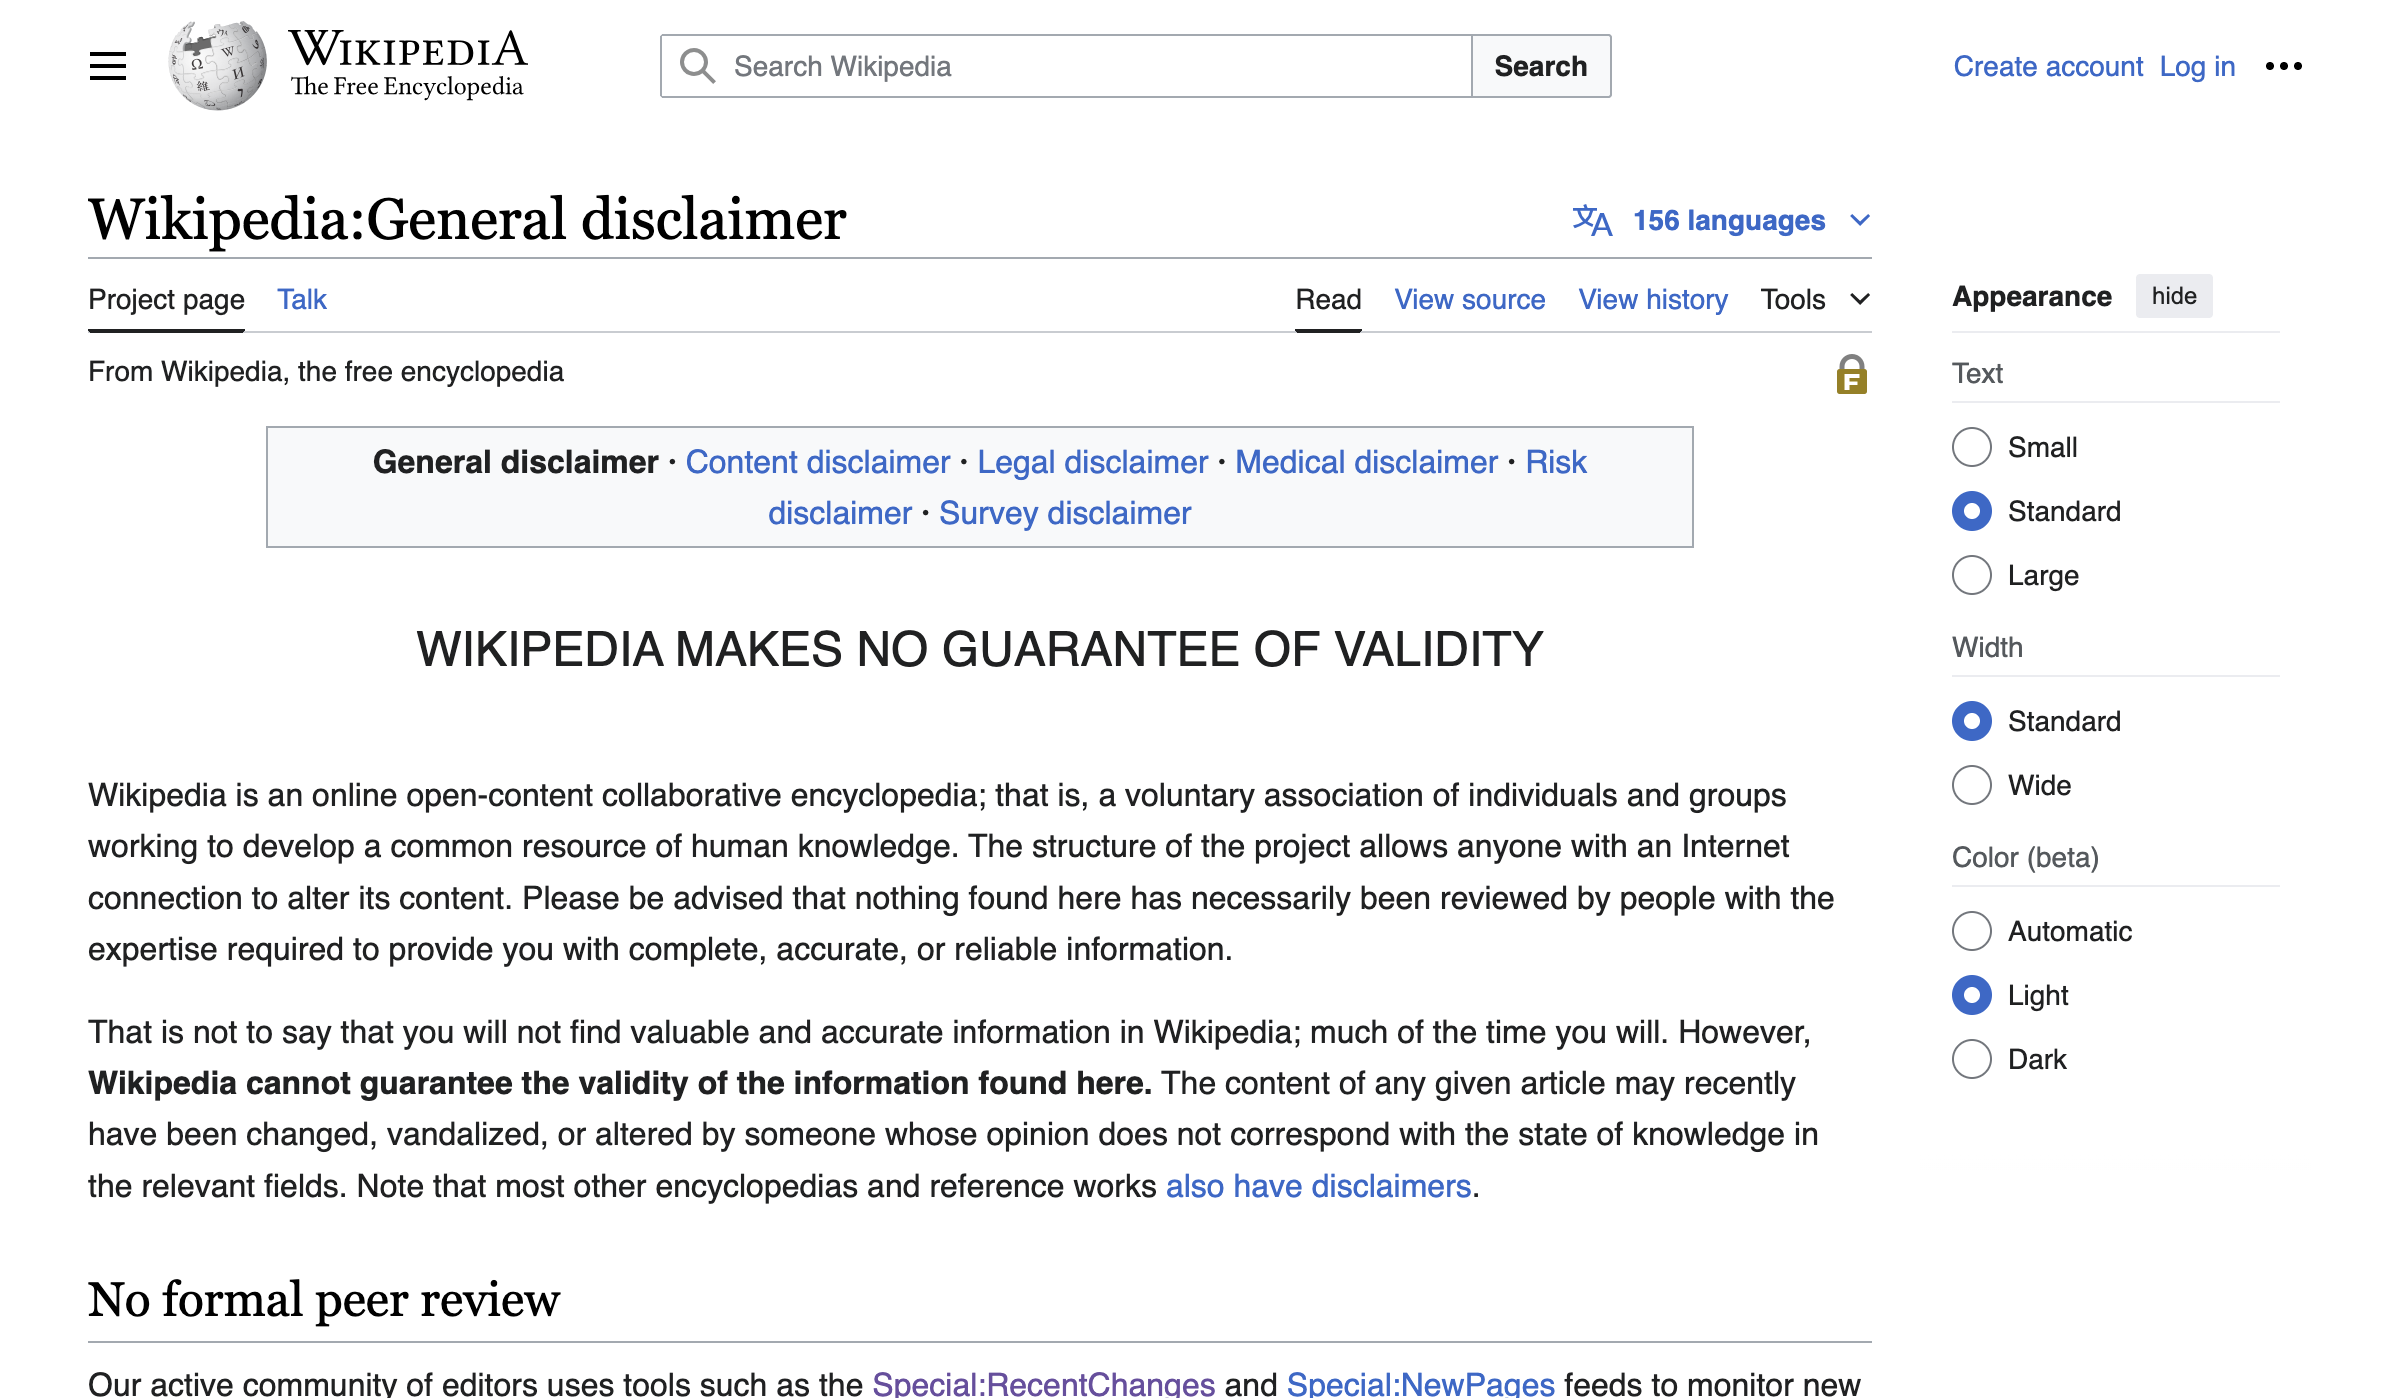 WIKIPEDIA
The Free Encyclopedia
Search Wikipedia
Search
Create account Log in
Wikipedia:General disclaimer
156 languages
Project page Talk
Read View source View history Tools
From Wikipedia, the free encyclopedia
F
General disclaimer · Content disclaimer · Legal disclaimer · Medical disclaimer · Risk
disclaimer · Survey disclaimer
WIKIPEDIA MAKES NO GUARANTEE OF VALIDITY
Wikipedia is an online open-content collaborative encyclopedia; that is, a voluntary association of individuals and groups
working to develop a common resource of human knowledge. The structure of the project allows anyone with an Internet
connection to alter its content. Please be advised that nothing found here has necessarily been reviewed by people with the
expertise required to provide you with complete, accurate, or reliable information.
That is not to say that you will not find valuable and accurate information in Wikipedia; much of the time you will. However,
Wikipedia cannot guarantee the validity of the information found here. The content of any given article may recently
have been changed, vandalized, or altered by someone whose opinion does not correspond with the state of knowledge in
the relevant fields. Note that most other encyclopedias and reference works also have disclaimers.
No formal peer review
Our active community of editors uses tools such as the Special:RecentChanges and Special:NewPages feeds to monitor new
Appearance hide
Text
Small
Standard
Large
Width
Standard
Wide
Color (beta)
Automatic
Light
Dark